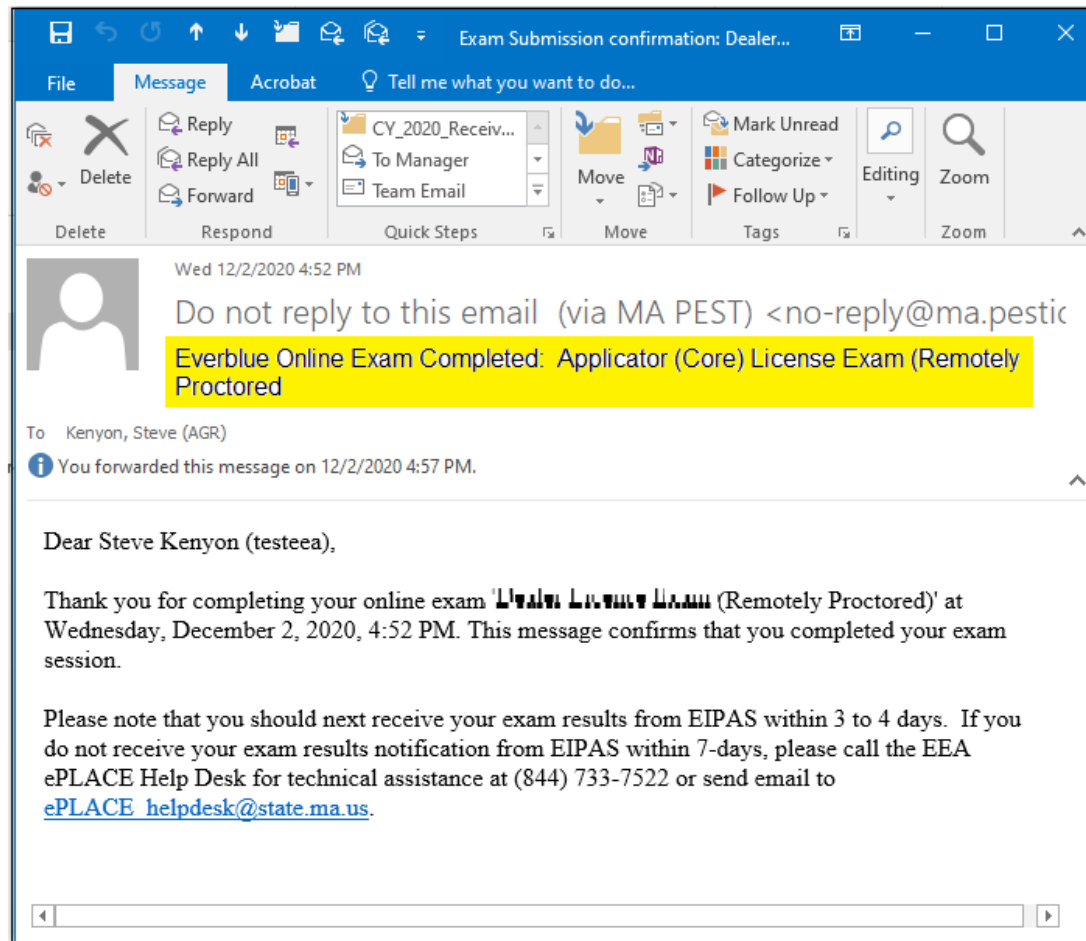 Exam Submission confirmation: Dealer...
File Message Acrobat Tell me what you want to do...
Delete
Reply
Reply All
Forward
CY_2020_Receiv...
To Manager
Team Email
Move
Mark Unread
Categorize
Follow Up
Editing
Zoom
Delete Respond Quick Steps Move Tags Zoom
Wed 12/2/2020 4:52 PM
Do not reply to this email (via MA PEST) <no-reply@ma.pestic
Everblue Online Exam Completed: Applicator (Core) License Exam (Remotely
Proctored
To Kenyon, Steve (AGR)
You forwarded this message on 12/2/2020 4:57 PM.
Dear Steve Kenyon (testeea),
Thank you for completing your online exam (Remotely Proctored)' at
Wednesday, December 2, 2020, 4:52 PM. This message confirms that you completed your exam
session.
Please note that you should next receive your exam results from EIPAS within 3 to 4 days. If you
do not receive your exam results notification from EIPAS within 7-days, please call the EEA
ePLACE Help Desk for technical assistance at (844) 733-7522 or send email to
ePLACE_helpdesk@state.ma.us.